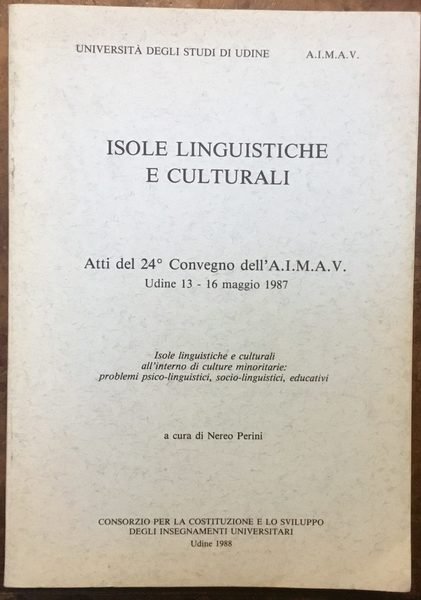 UNIVERSITÀ DEGLI STUDI DI UDINE A.I.M.A.V.
ISOLE LINGUISTICHE
E CULTURALI
Atti del 24° Convegno dell'A.I.M.A.V.
Udine 13 - 16 maggio 1987
Isole linguistiche e culturali
all'interno di culture minoritarie:
problemi psico-linguistici, socio-linguistici, educativi
a cura di Nereo Perini
CONSORZIO PER LA COSTITUZIONE E LO SVILUPPO
DEGLI INSEGNAMENTI UNIVERSITARI
Udine 1988